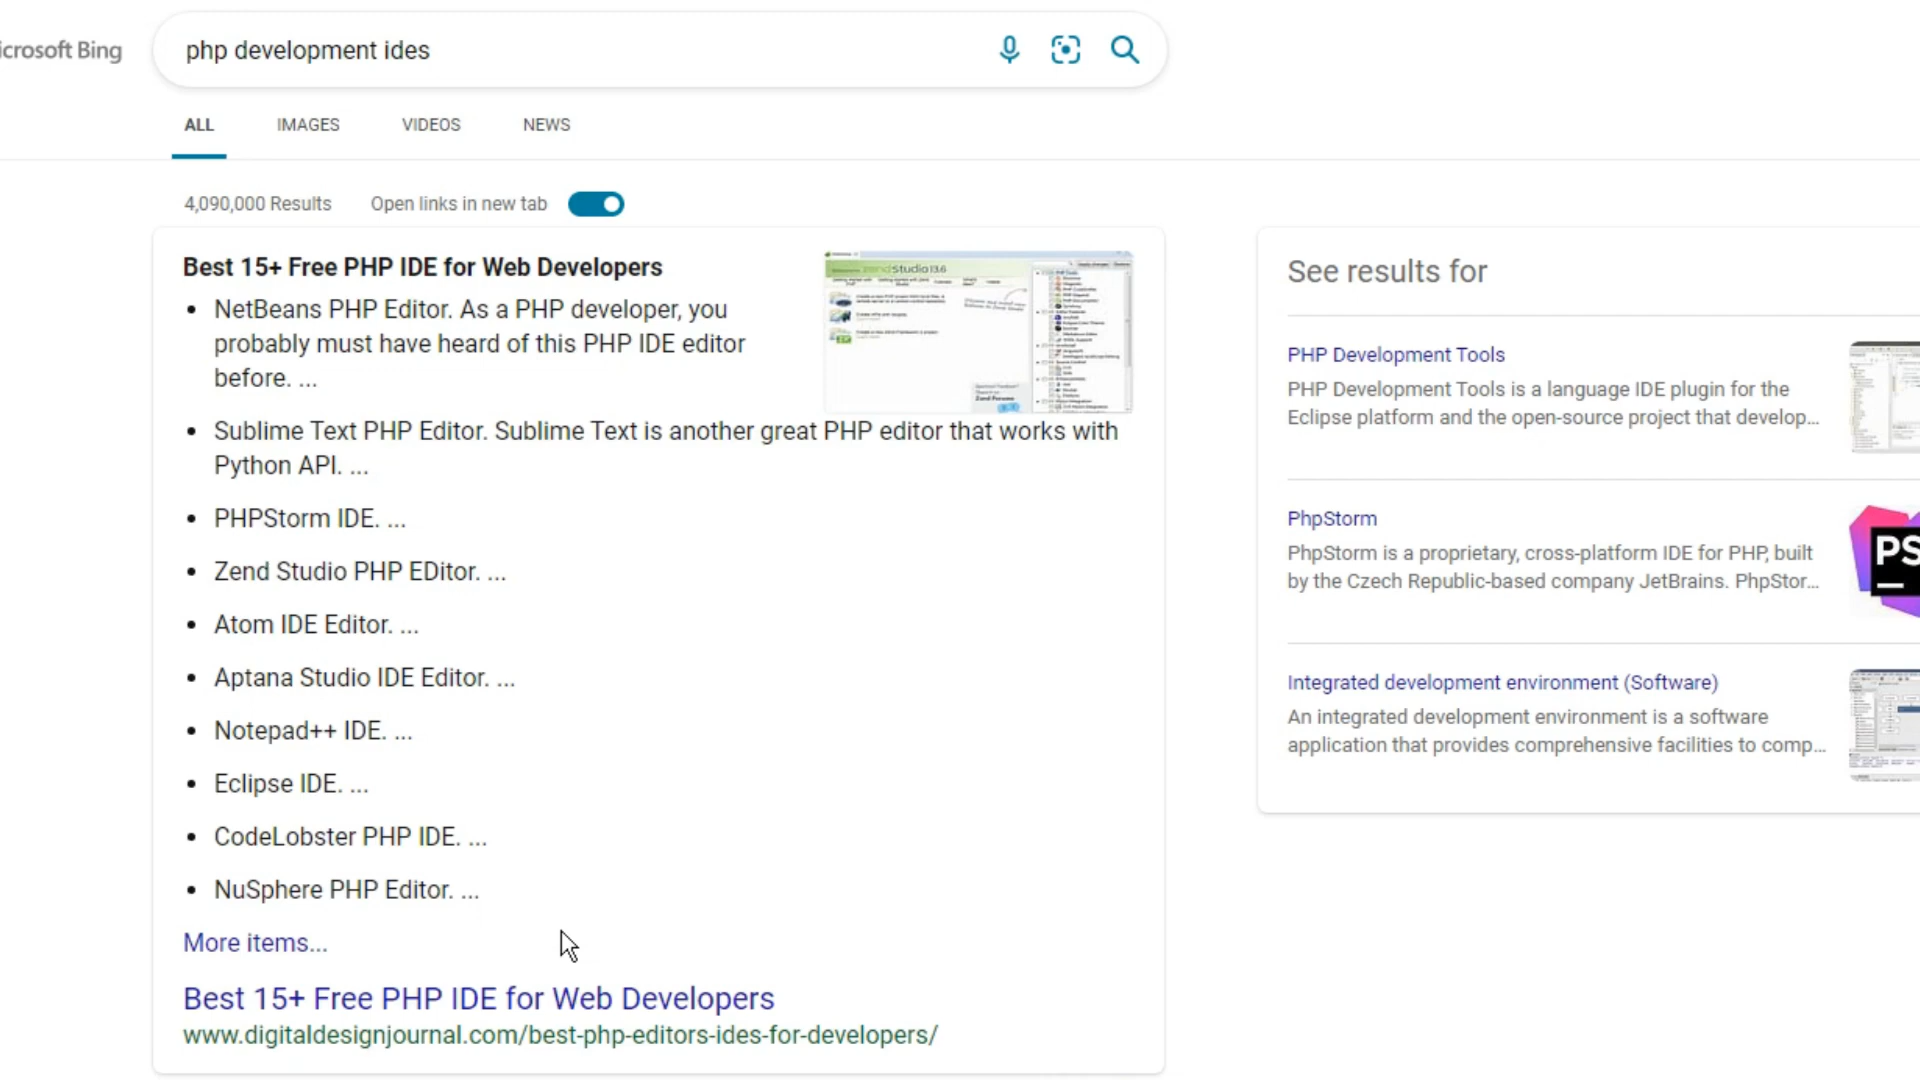 icrosoft Bing
php development ides
ALL IMAGES VIDEOS NEWS
4,090,000 Results Open links in new tab
Best 15+ Free PHP IDE for Web Developers
• NetBeans PHP Editor. As a PHP developer, you
probably must have heard of this PHP IDE editor
before. ...
• Sublime Text PHP Editor. Sublime Text is another great PHP editor that works with
Python API. ...
• PHPStorm IDE. ...
• Zend Studio PHP EDitor. ...
• Atom IDE Editor. ...
• Aptana Studio IDE Editor. ...
• Notepad++ IDE. ...
• Eclipse IDE. ...
• CodeLobster PHP IDE. ...
• NuSphere PHP Editor. ...
More items...
Best 15+ Free PHP IDE for Web Developers
www.digitaldesignjournal.com/best-php-editors-ides-for-developers/
zendStudio13.6
See results for
PHP Development Tools
PHP Development Tools is a language IDE plugin for the
Eclipse platform and the open-source project that develop...
PhpStorm
PhpStorm is a proprietary, cross-platform IDE for PHP, built
by the Czech Republic-based company JetBrains. PhpStor...
PS
Integrated development environment (Software)
An integrated development environment is a software
application that provides comprehensive facilities to comp...